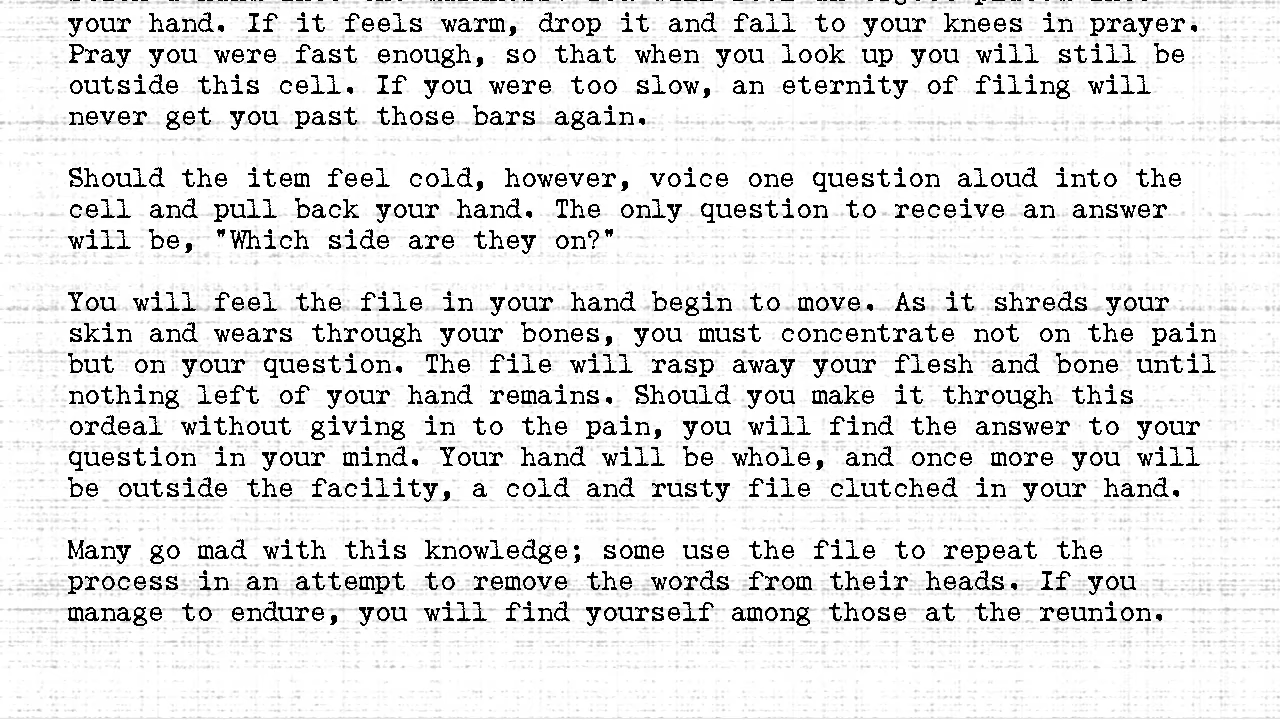 your hand. If it feels warm, drop it and fall to your knees in prayer.
Pray you were fast enough, so that when you look up you will still be
outside this cell. If you were too slow, an eternity of filing will
never get you past those bars again.
Should the item feel cold, however, voice one question aloud into the
cell and pull back your hand. The only question to receive an answer
will be, "Which side are they on?"
You will feel the file in your hand begin to move. As it shreds your
skin and wears through your bones, you must concentrate not on the pain
but on your question. The file will rasp away your flesh and bone until
nothing left of your hand remains. Should you make it through this
ordeal without giving in to the pain, you will find the answer to your
question in your mind. Your hand will be whole, and once more you will
be outside the facility, a cold and rusty file clutched in your hand.
Many go mad with this knowledge; some use the file to repeat the
process in an attempt to remove the words from their heads. If you
manage to endure, you will find yourself among those at the reunion.